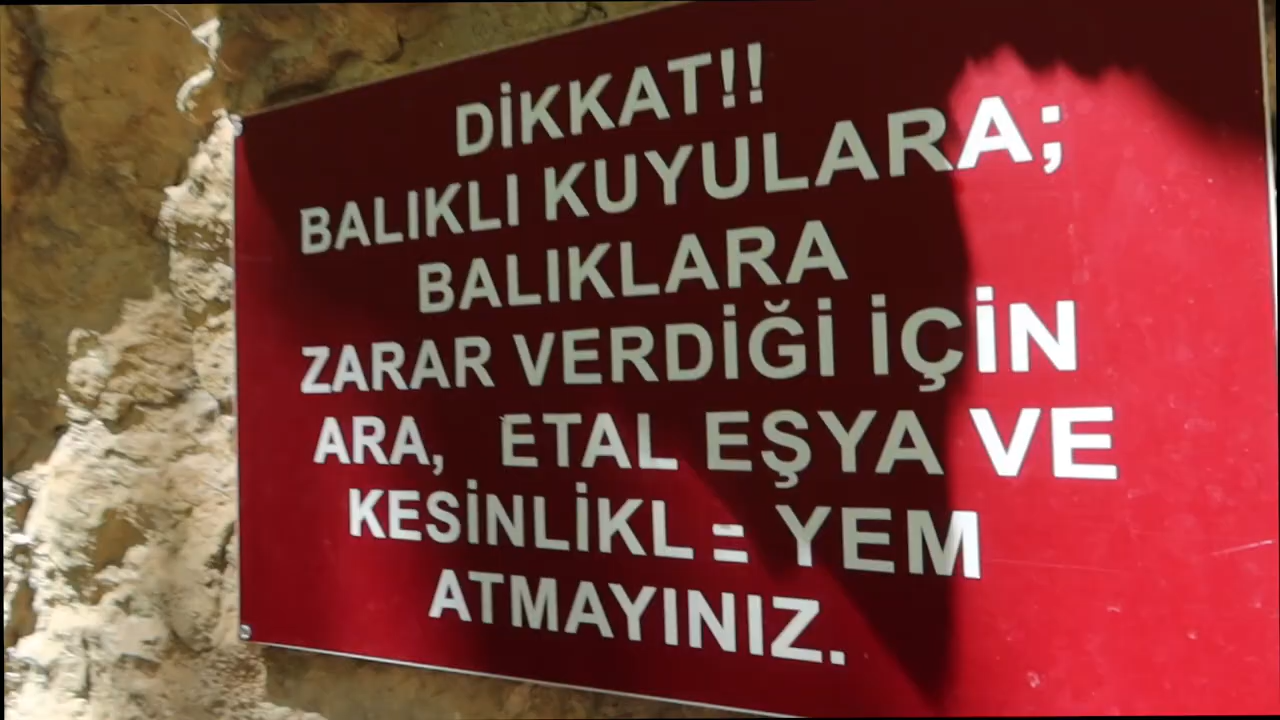 DİKKAT!!
BALIKLI KUYULARA;
BALIKLARA
ZARAR VERDİĞİ İÇİN
ARA, ETAL EŞYA VE
KESİNLİKL YEM
ATMAYINIZ.